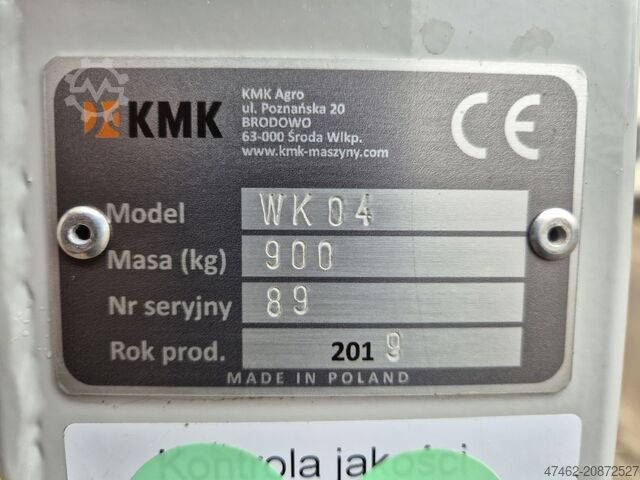 KMK
KMK Agro
ul. Poznańska 20
BRODOWO
63-000 Środa Wlkp.
www.kmk-maszyny.com
CE
Model WK04
Masa (kg) 900
Nr seryjny 89
Rok prod. 2019
MADE IN POLAND
Kontrola jakości
47462-20872527